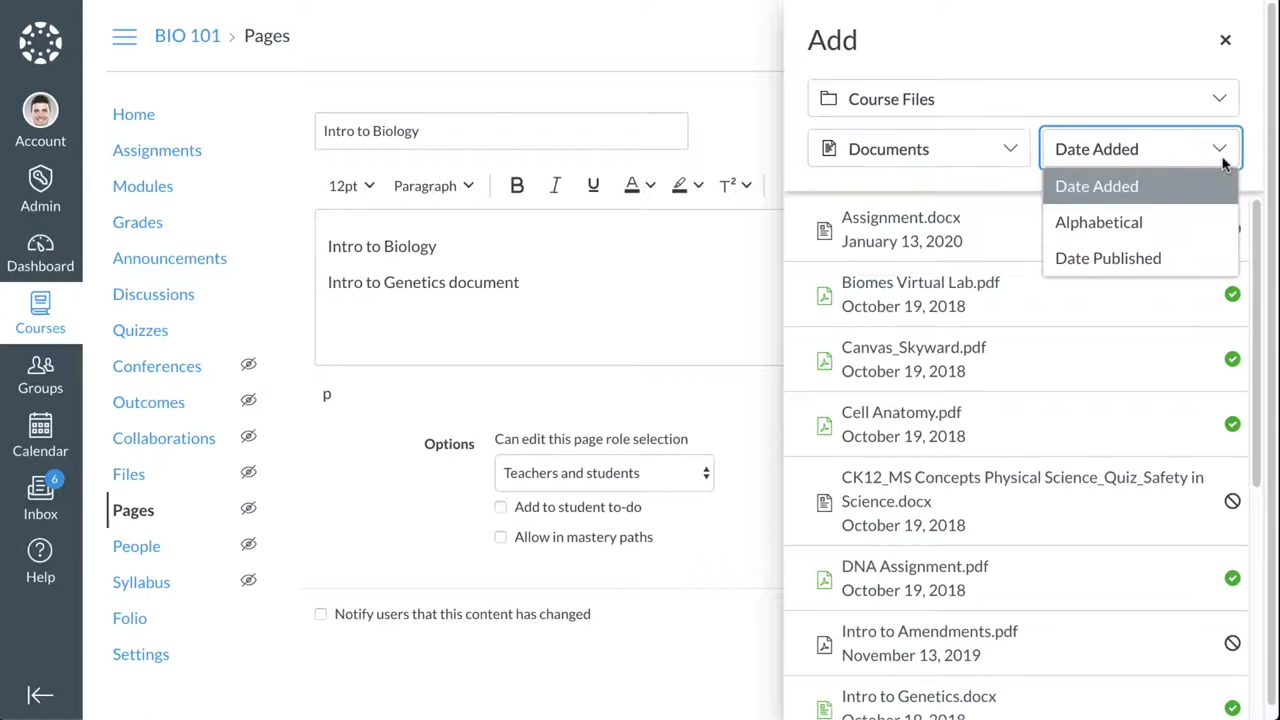 Account
Admin
Dashboard
Courses
Groups
Calendar
6
Inbox
Help
BIO 101 > Pages
Home
Assignments
Modules
Grades
Announcements
Discussions
Quizzes
Conferences
Outcomes
Collaborations
Files
Pages
People
Syllabus
Folio
Settings
Intro to Biology
12pt Paragraph B I U A T²
Intro to Biology
Intro to Genetics document
p
Options
Can edit this page role selection
Teachers and students
Add to student to-do
Allow in mastery paths
Notify users that this content has changed
Add
Course Files
Documents
Date Added
Date Added
Alphabetical
Date Published
Assignment.docx
January 13, 2020
Biomes Virtual Lab.pdf
October 19, 2018
Canvas_Skyward.pdf
October 19, 2018
Cell Anatomy.pdf
October 19, 2018
CK12_MS Concepts Physical Science_Quiz_Safety in
Science.docx
October 19, 2018
DNA Assignment.pdf
October 19, 2018
Intro to Amendments.pdf
November 13, 2019
Intro to Genetics.docx